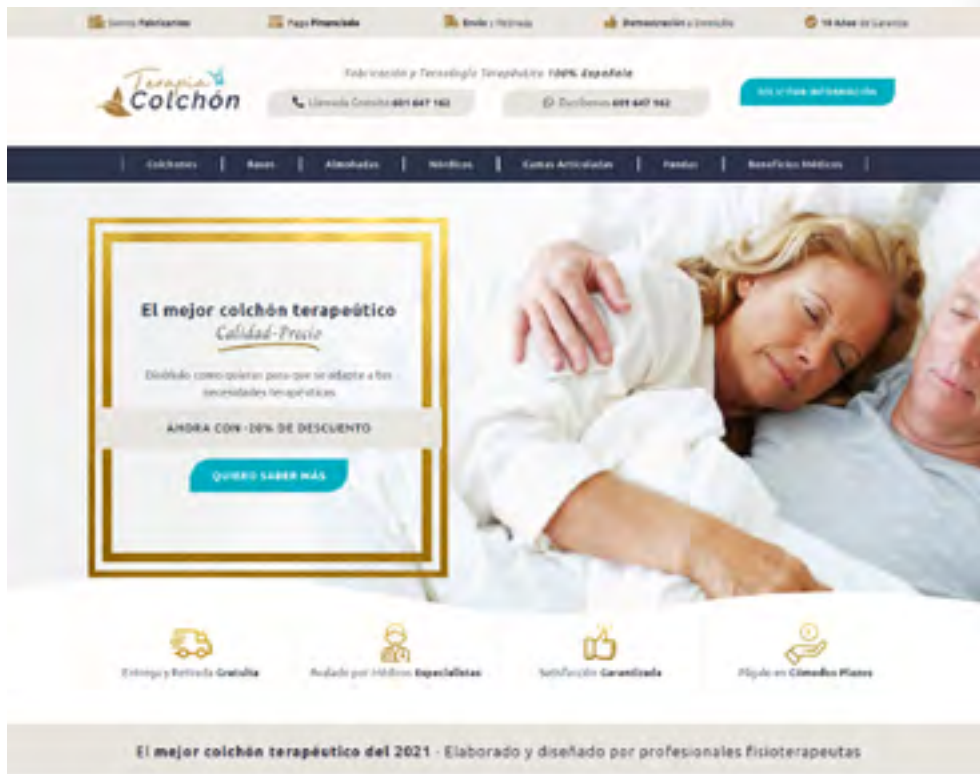 Somos Fabricantes
Pago Financiado
Envío y Retirada
Demostración a Domicilio
10 Años de Garantía
Terapia
Colchón
Fabricación y Tecnología Terapéutica 100% Española
Llamada Gratuita 601 647 162
Escríbenos 601 647 162
SOLICITAR INFORMACIÓN
Colchones
Bases
Almohadas
Nórdicos
Camas Articuladas
Fundas
Beneficios Médicos
El mejor colchón terapeútico
Calidad-Precio
Diséñalo como quieras para que se adapte a tus
necesidades terapéuticas
AHORA CON -20% DE DESCUENTO
QUIERO SABER MÁS
Entrega y Retirada Gratuita
Avalado por Médicos Especialistas
Satisfacción Garantizada
Págalo en Cómodos Plazos
El mejor colchón terapéutico del 2021 - Elaborado y diseñado por profesionales fisioterapeutas